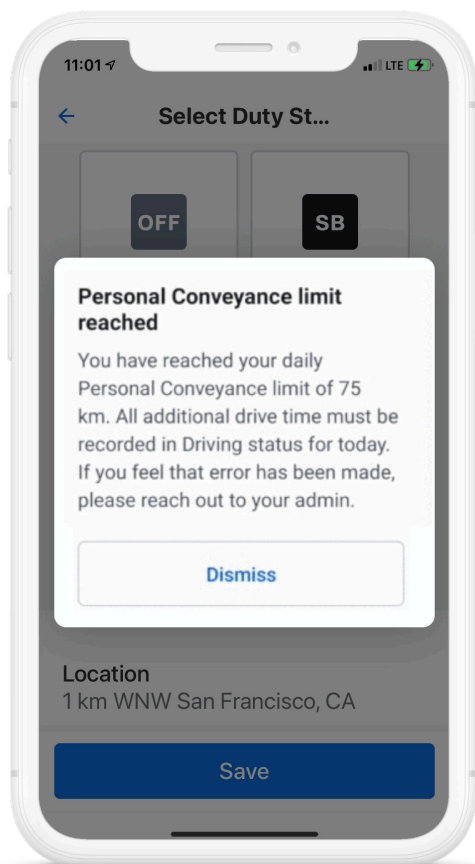 11:01
LTE
Select Duty St...
OFF
SB
Personal Conveyance limit
reached
You have reached your daily
Personal Conveyance limit of 75
km. All additional drive time must be
recorded in Driving status for today.
If you feel that error has been made,
please reach out to your admin.
Dismiss
Location
1 km WNW San Francisco, CA
Save